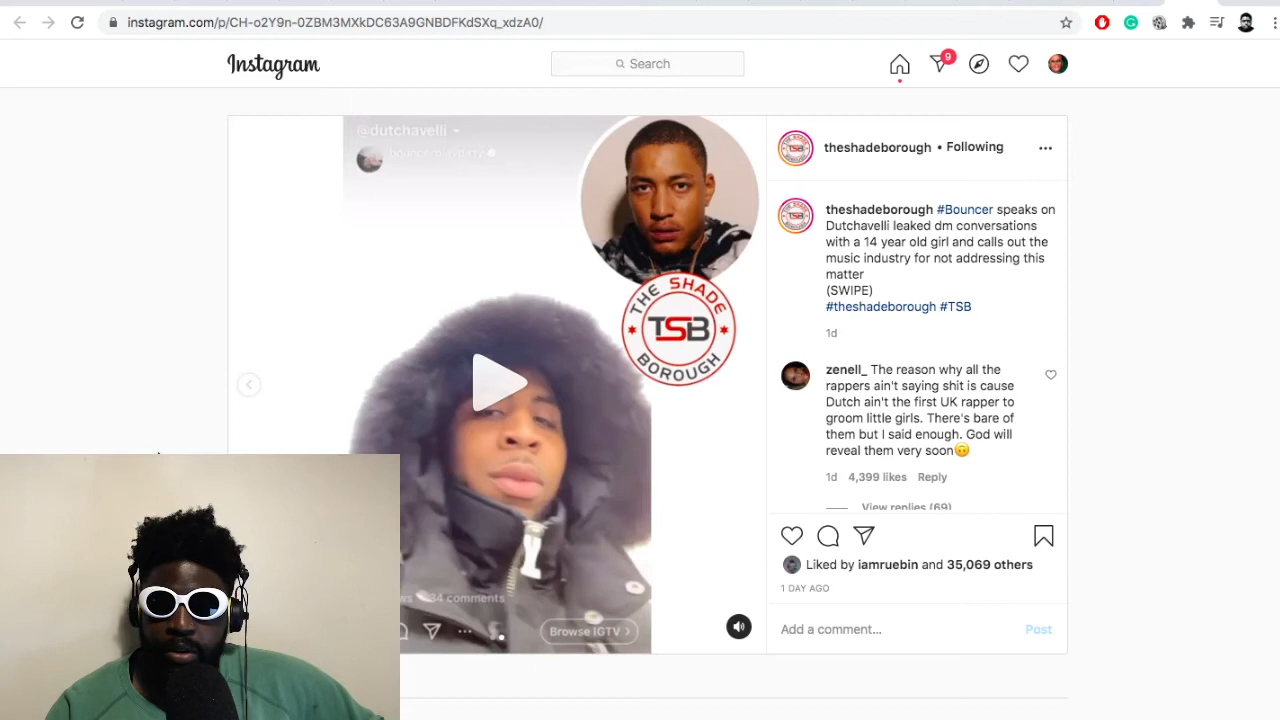 instagram.com/p/CH-o2Y9n-0ZBM3MXkDC63A9GNBDFKdSXq_xdzA0/
Instagram
Search
9
@dutchavelli
THE SHADE
TSB
BOROUGH
34 comments
Browse IGTV >
theshadeborough • Following
theshadeborough #Bouncer speaks on
Dutchavelli leaked dm conversations
with a 14 year old girl and calls out the
music industry for not addressing this
matter
(SWIPE)
#theshadeborough #TSB
1d
zenell_ The reason why all the
rappers ain't saying shit is cause
Dutch ain't the first UK rapper to
groom little girls. There's bare of
them but I said enough. God will
reveal them very soon🙃
1d 4,399 likes Reply
View replies (69)
Liked by iamruebin and 35,069 others
1 DAY AGO
Add a comment...
Post